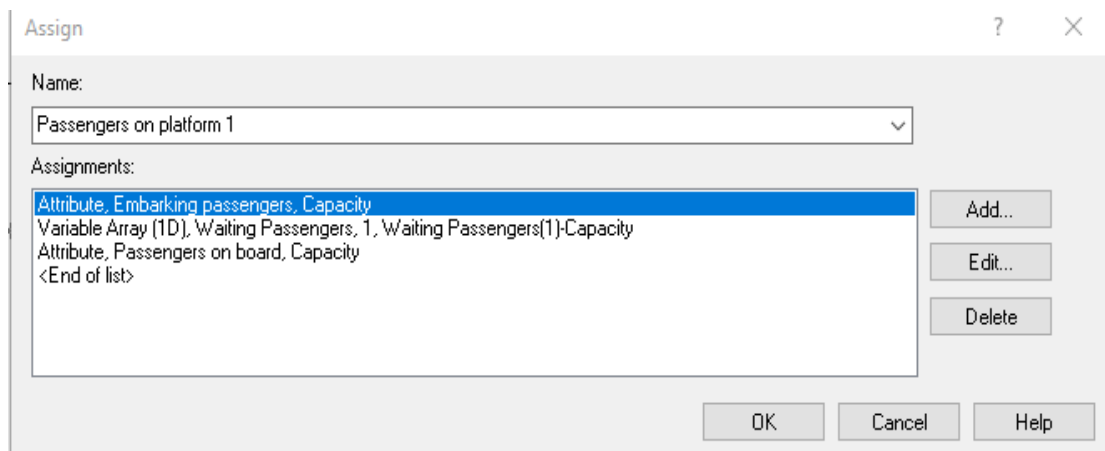 Assign
?
Name:
Passengers on platform 1
Assignments:
Attribute, Embarking passengers, Capacity
Variable Array (1D), Waiting Passengers, 1, Waiting Passengers(1)-Capacity
Attribute, Passengers on board, Capacity
<End of list>
Add...
Edit...
Delete
OK
Cancel
Help